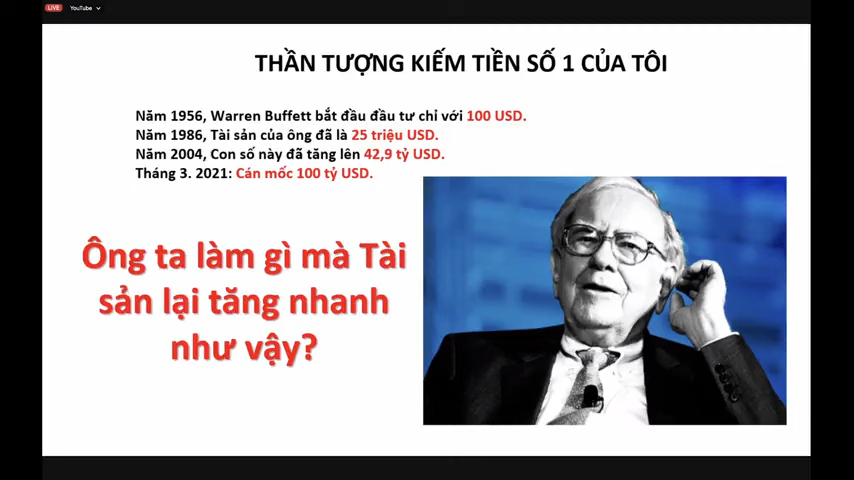 LIVE YouTube
THẦN TƯỢNG KIẾM TIỀN SỐ 1 CỦA TÔI
Năm 1956, Warren Buffett bắt đầu đầu tư chỉ với 100 USD.
Năm 1986, Tài sản của ông đã là 25 triệu USD.
Năm 2004, Con số này đã tăng lên 42,9 tỷ USD.
Tháng 3. 2021: Cán mốc 100 tỷ USD.
Ông ta làm gì mà Tài
sản lại tăng nhanh
như vậy?